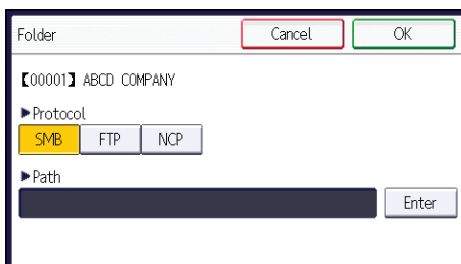 Folder Cancel OK
【00001】 ABCD COMPANY
▶Protocol
SMB FTP NCP
▶Path
Enter